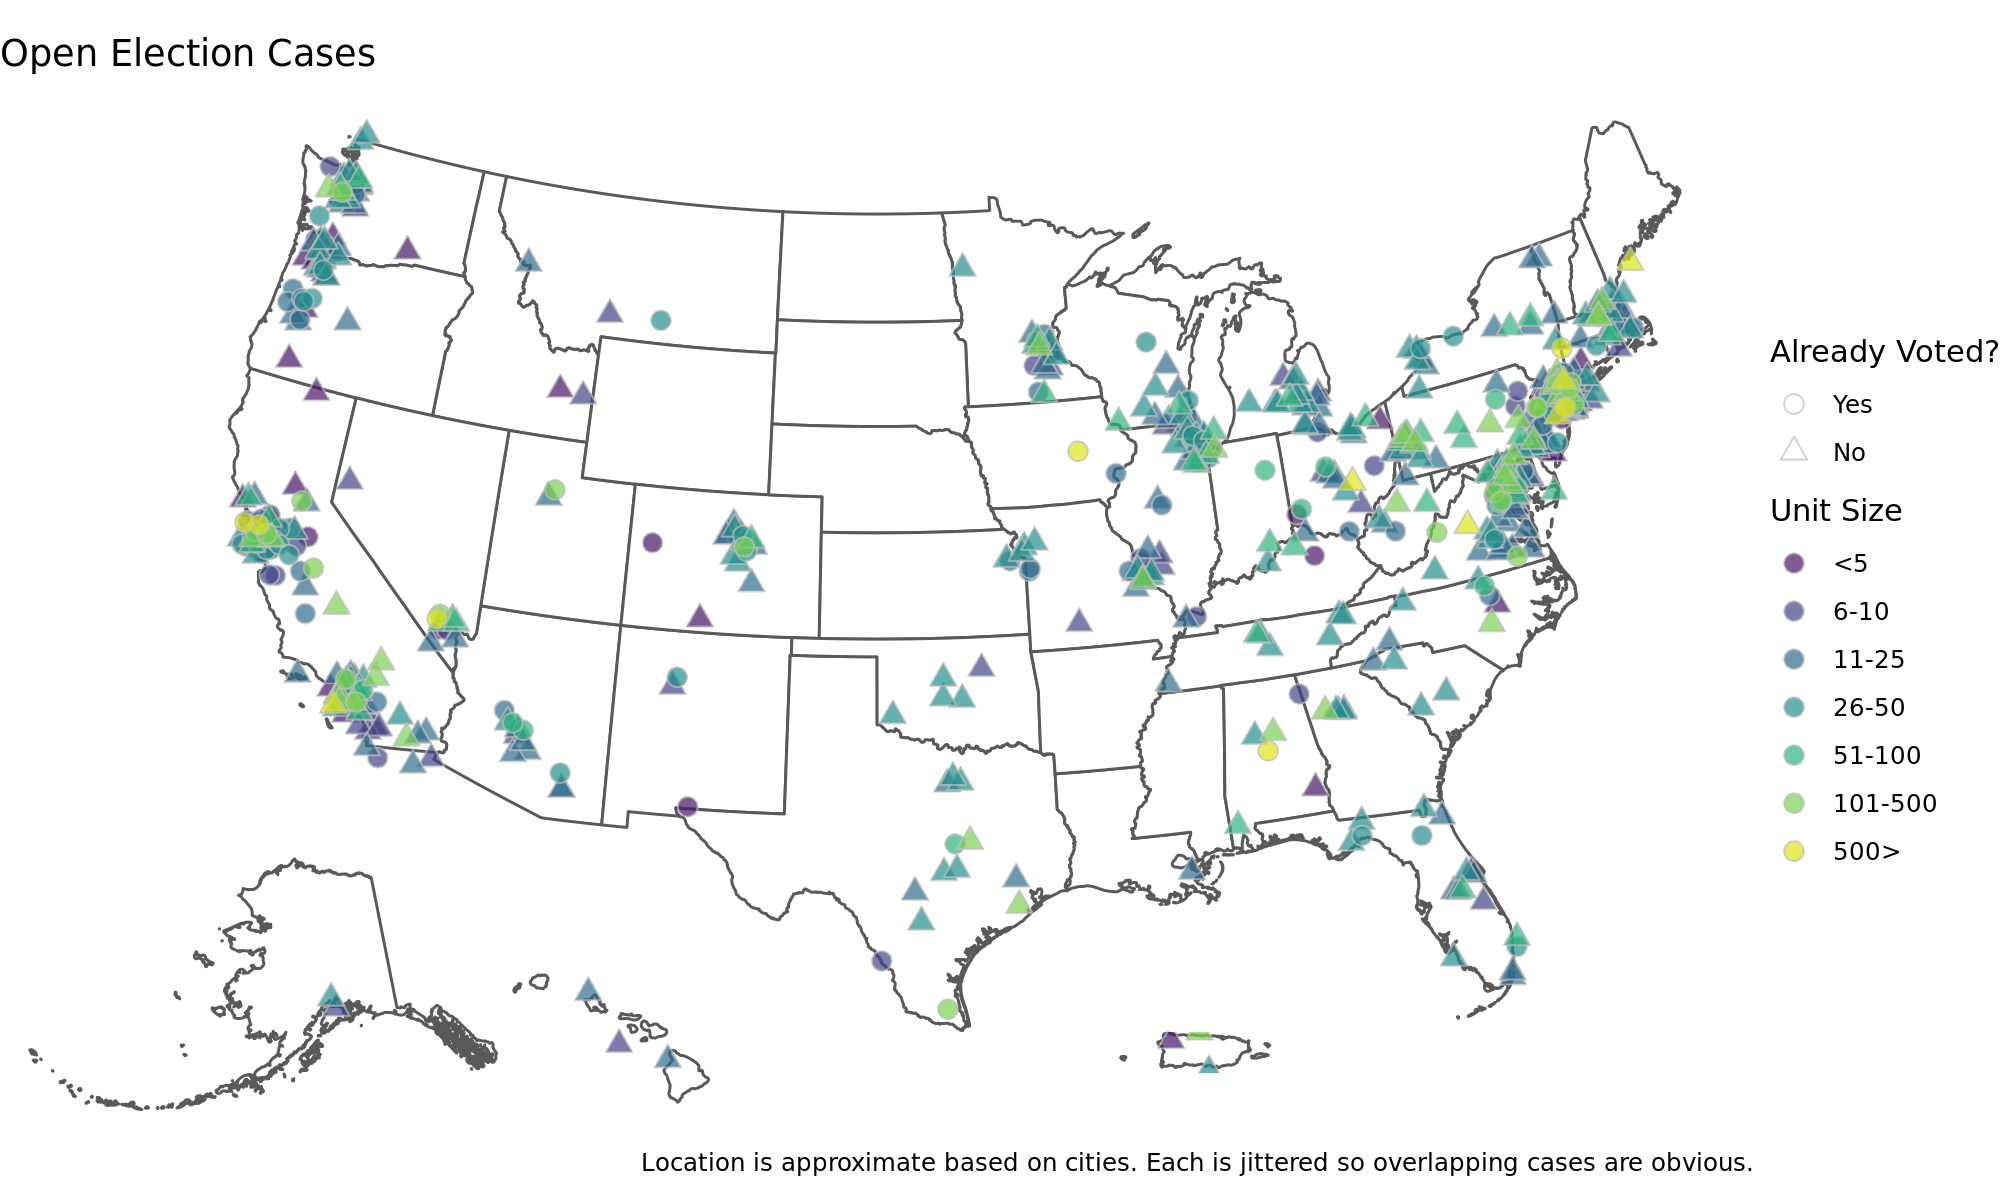 Open Election Cases
Already Voted?
Yes
No
Unit Size
<5
6-10
11-25
26-50
51-100
101-500
500>
Location is approximate based on cities. Each is jittered so overlapping cases are obvious.